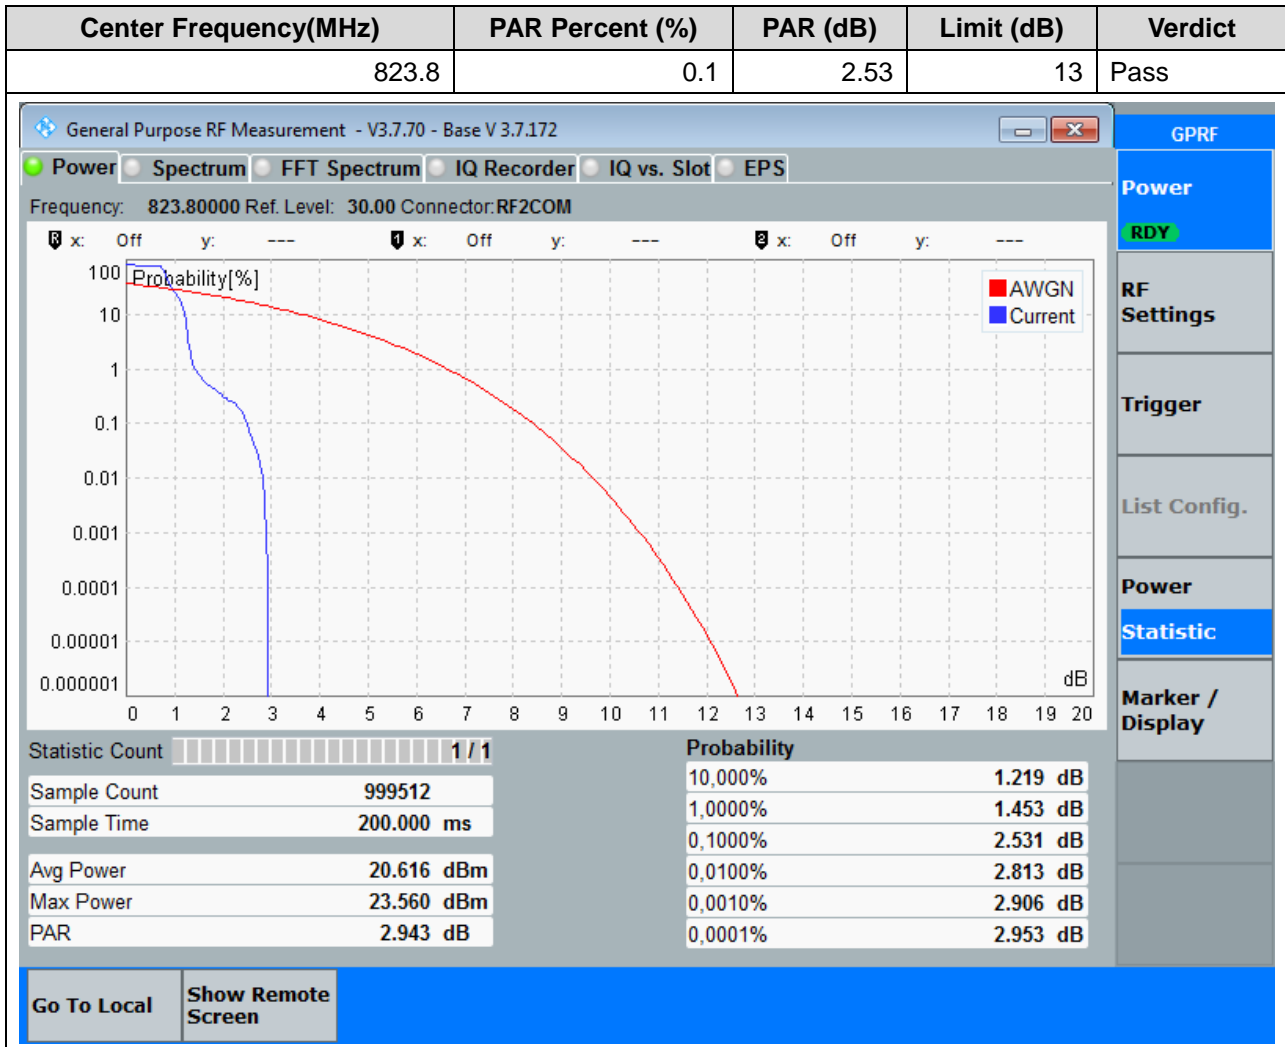 Center Frequency(MHz) PAR Percent (%) PAR (dB) Limit (dB) Verdict
823.8 0.1 2.53 13 Pass
General Purpose RF Measurement - V3.7.70 - Base V 3.7.172
GPRF
Power Spectrum FFT Spectrum IQ Recorder IQ vs. Slot EPS
Frequency: 823.80000 Ref. Level: 30.00 Connector:RF2COM
R x: Off y: --- 1 x: Off y: --- 2 x: Off y: ---
Probability[%]
AWGN
Current
100
10
1
0.1
0.01
0.001
0.0001
0.00001
0.000001
dB
0 1 2 3 4 5 6 7 8 9 10 11 12 13 14 15 16 17 18 19 20
Statistic Count 1 / 1
Sample Count 999512
Sample Time 200.000 ms
Avg Power 20.616 dBm
Max Power 23.560 dBm
PAR 2.943 dB
Probability
10,000% 1.219 dB
1,0000% 1.453 dB
0,1000% 2.531 dB
0,0100% 2.813 dB
0,0010% 2.906 dB
0,0001% 2.953 dB
Power
RDY
RF
Settings
Trigger
List Config.
Power
Statistic
Marker /
Display
Go To Local
Show Remote
Screen